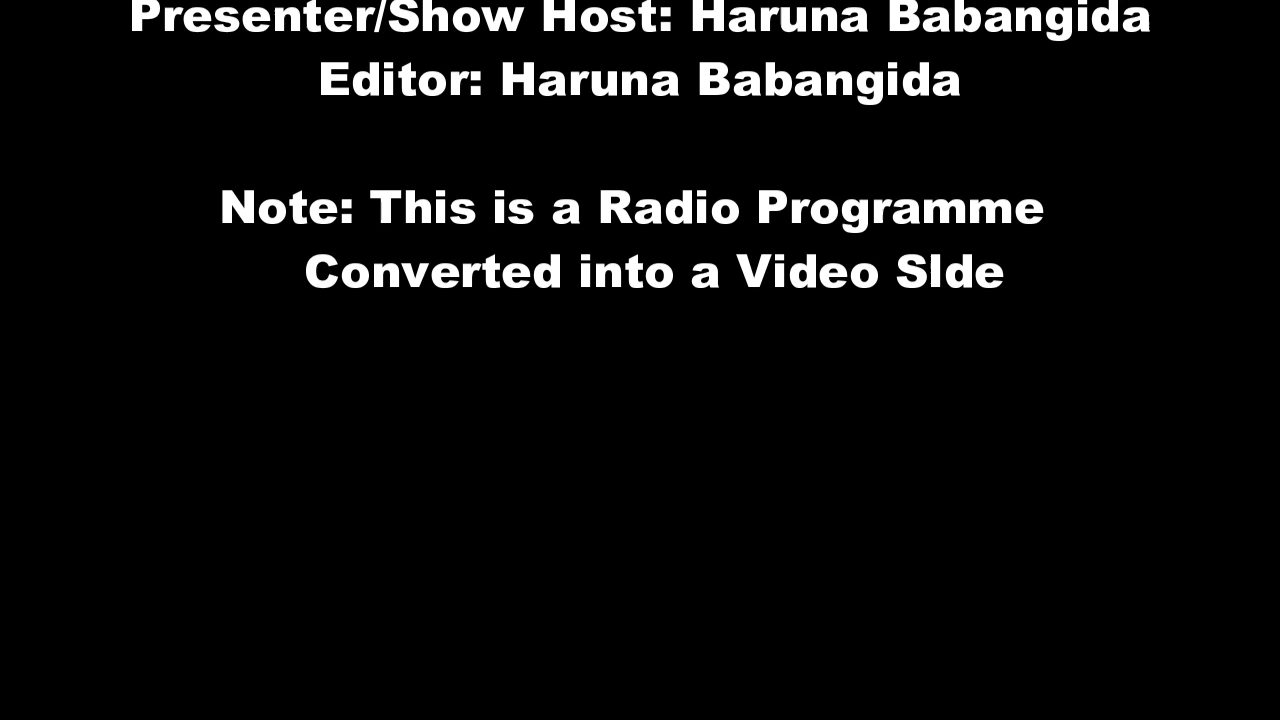 Presenter/Show Host: Haruna Babangida
Editor: Haruna Babangida
Note: This is a Radio Programme
Converted into a Video Slde